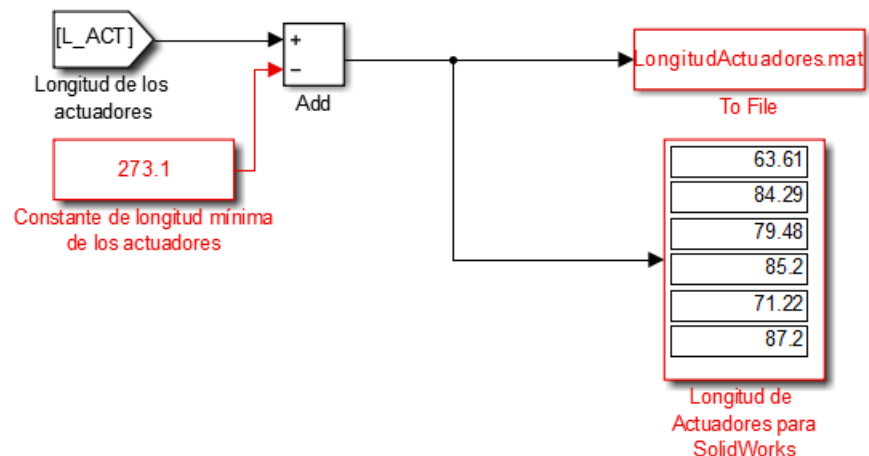 [L_ACT]
Longitud de los
actuadores
+
−
Add
273.1
Constante de longitud mínima
de los actuadores
LongitudActuadores.mat
To File
63.61
84.29
79.48
85.2
71.22
87.2
Longitud de
Actuadores para
SolidWorks